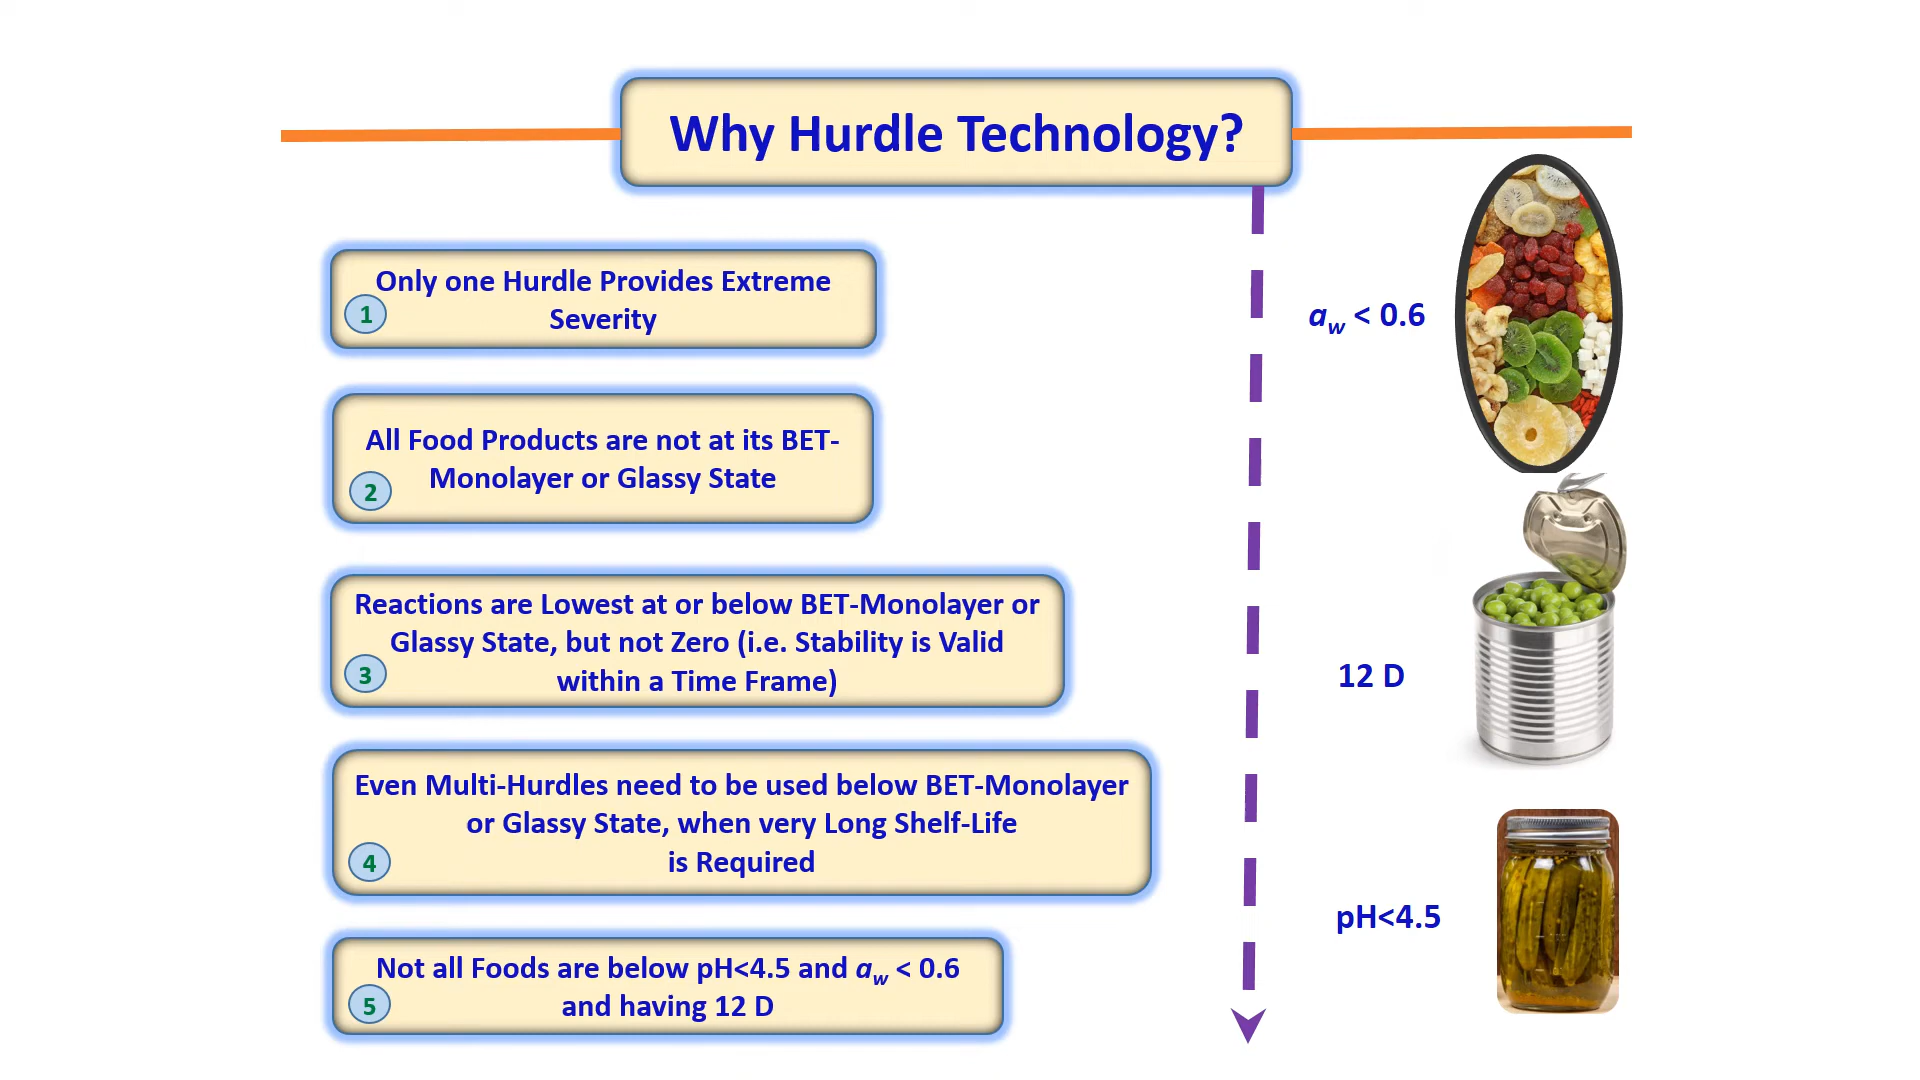 Why Hurdle Technology?
Only one Hurdle Provides Extreme
Severity
1
All Food Products are not at its BET-
Monolayer or Glassy State
2
Reactions are Lowest at or below BET-Monolayer or
Glassy State, but not Zero (i.e. Stability is Valid
within a Time Frame)
3
Even Multi-Hurdles need to be used below BET-Monolayer
or Glassy State, when very Long Shelf-Life
is Required
4
Not all Foods are below pH<4.5 and aw < 0.6
and having 12 D
5
aw < 0.6
12 D
pH<4.5